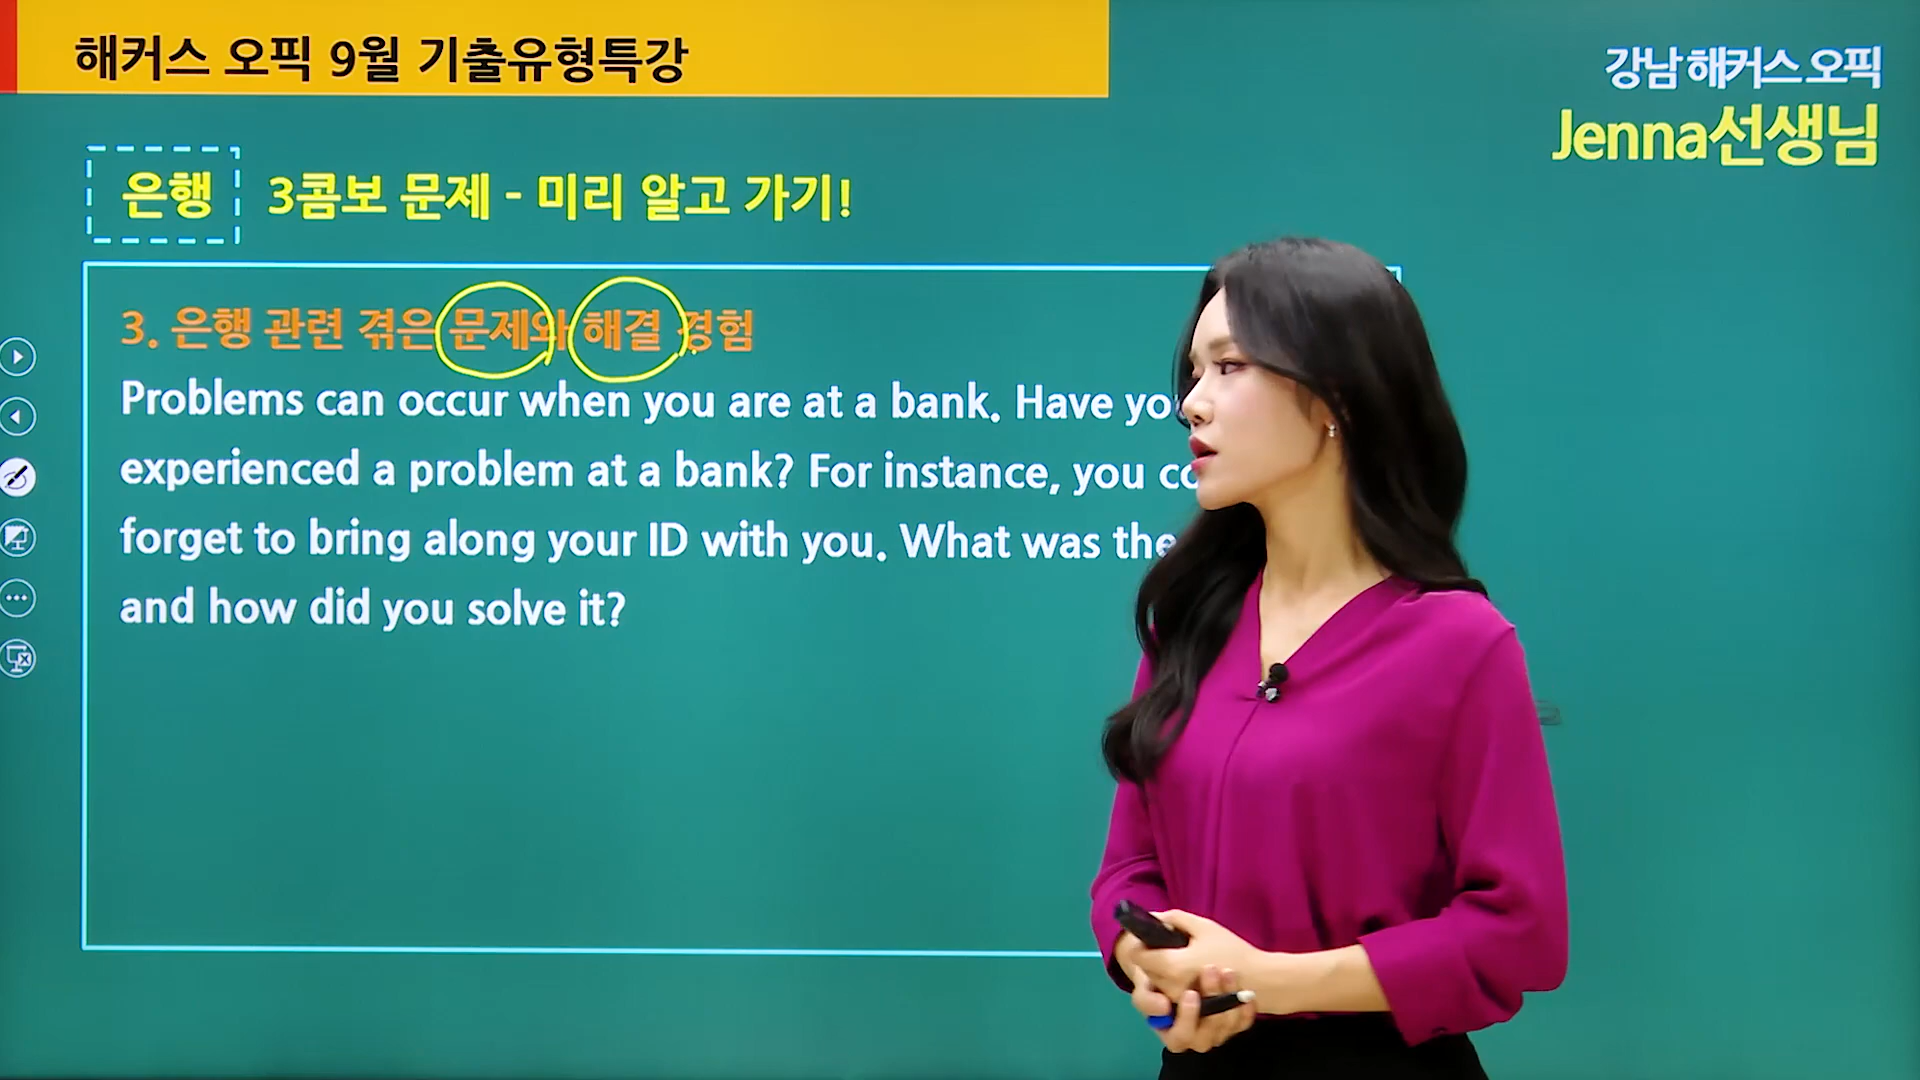 해커스 오픽 9월 기출유형특강
강남 해커스 오픽
Jenna선생님
은행 3콤보 문제 - 미리 알고 가기!
3. 은행 관련 겪은 문제와 해결 경험
Problems can occur when you are at a bank. Have
experienced a problem at a bank? For instance, you
forget to bring along your ID with you. What was the
and how did you solve it?